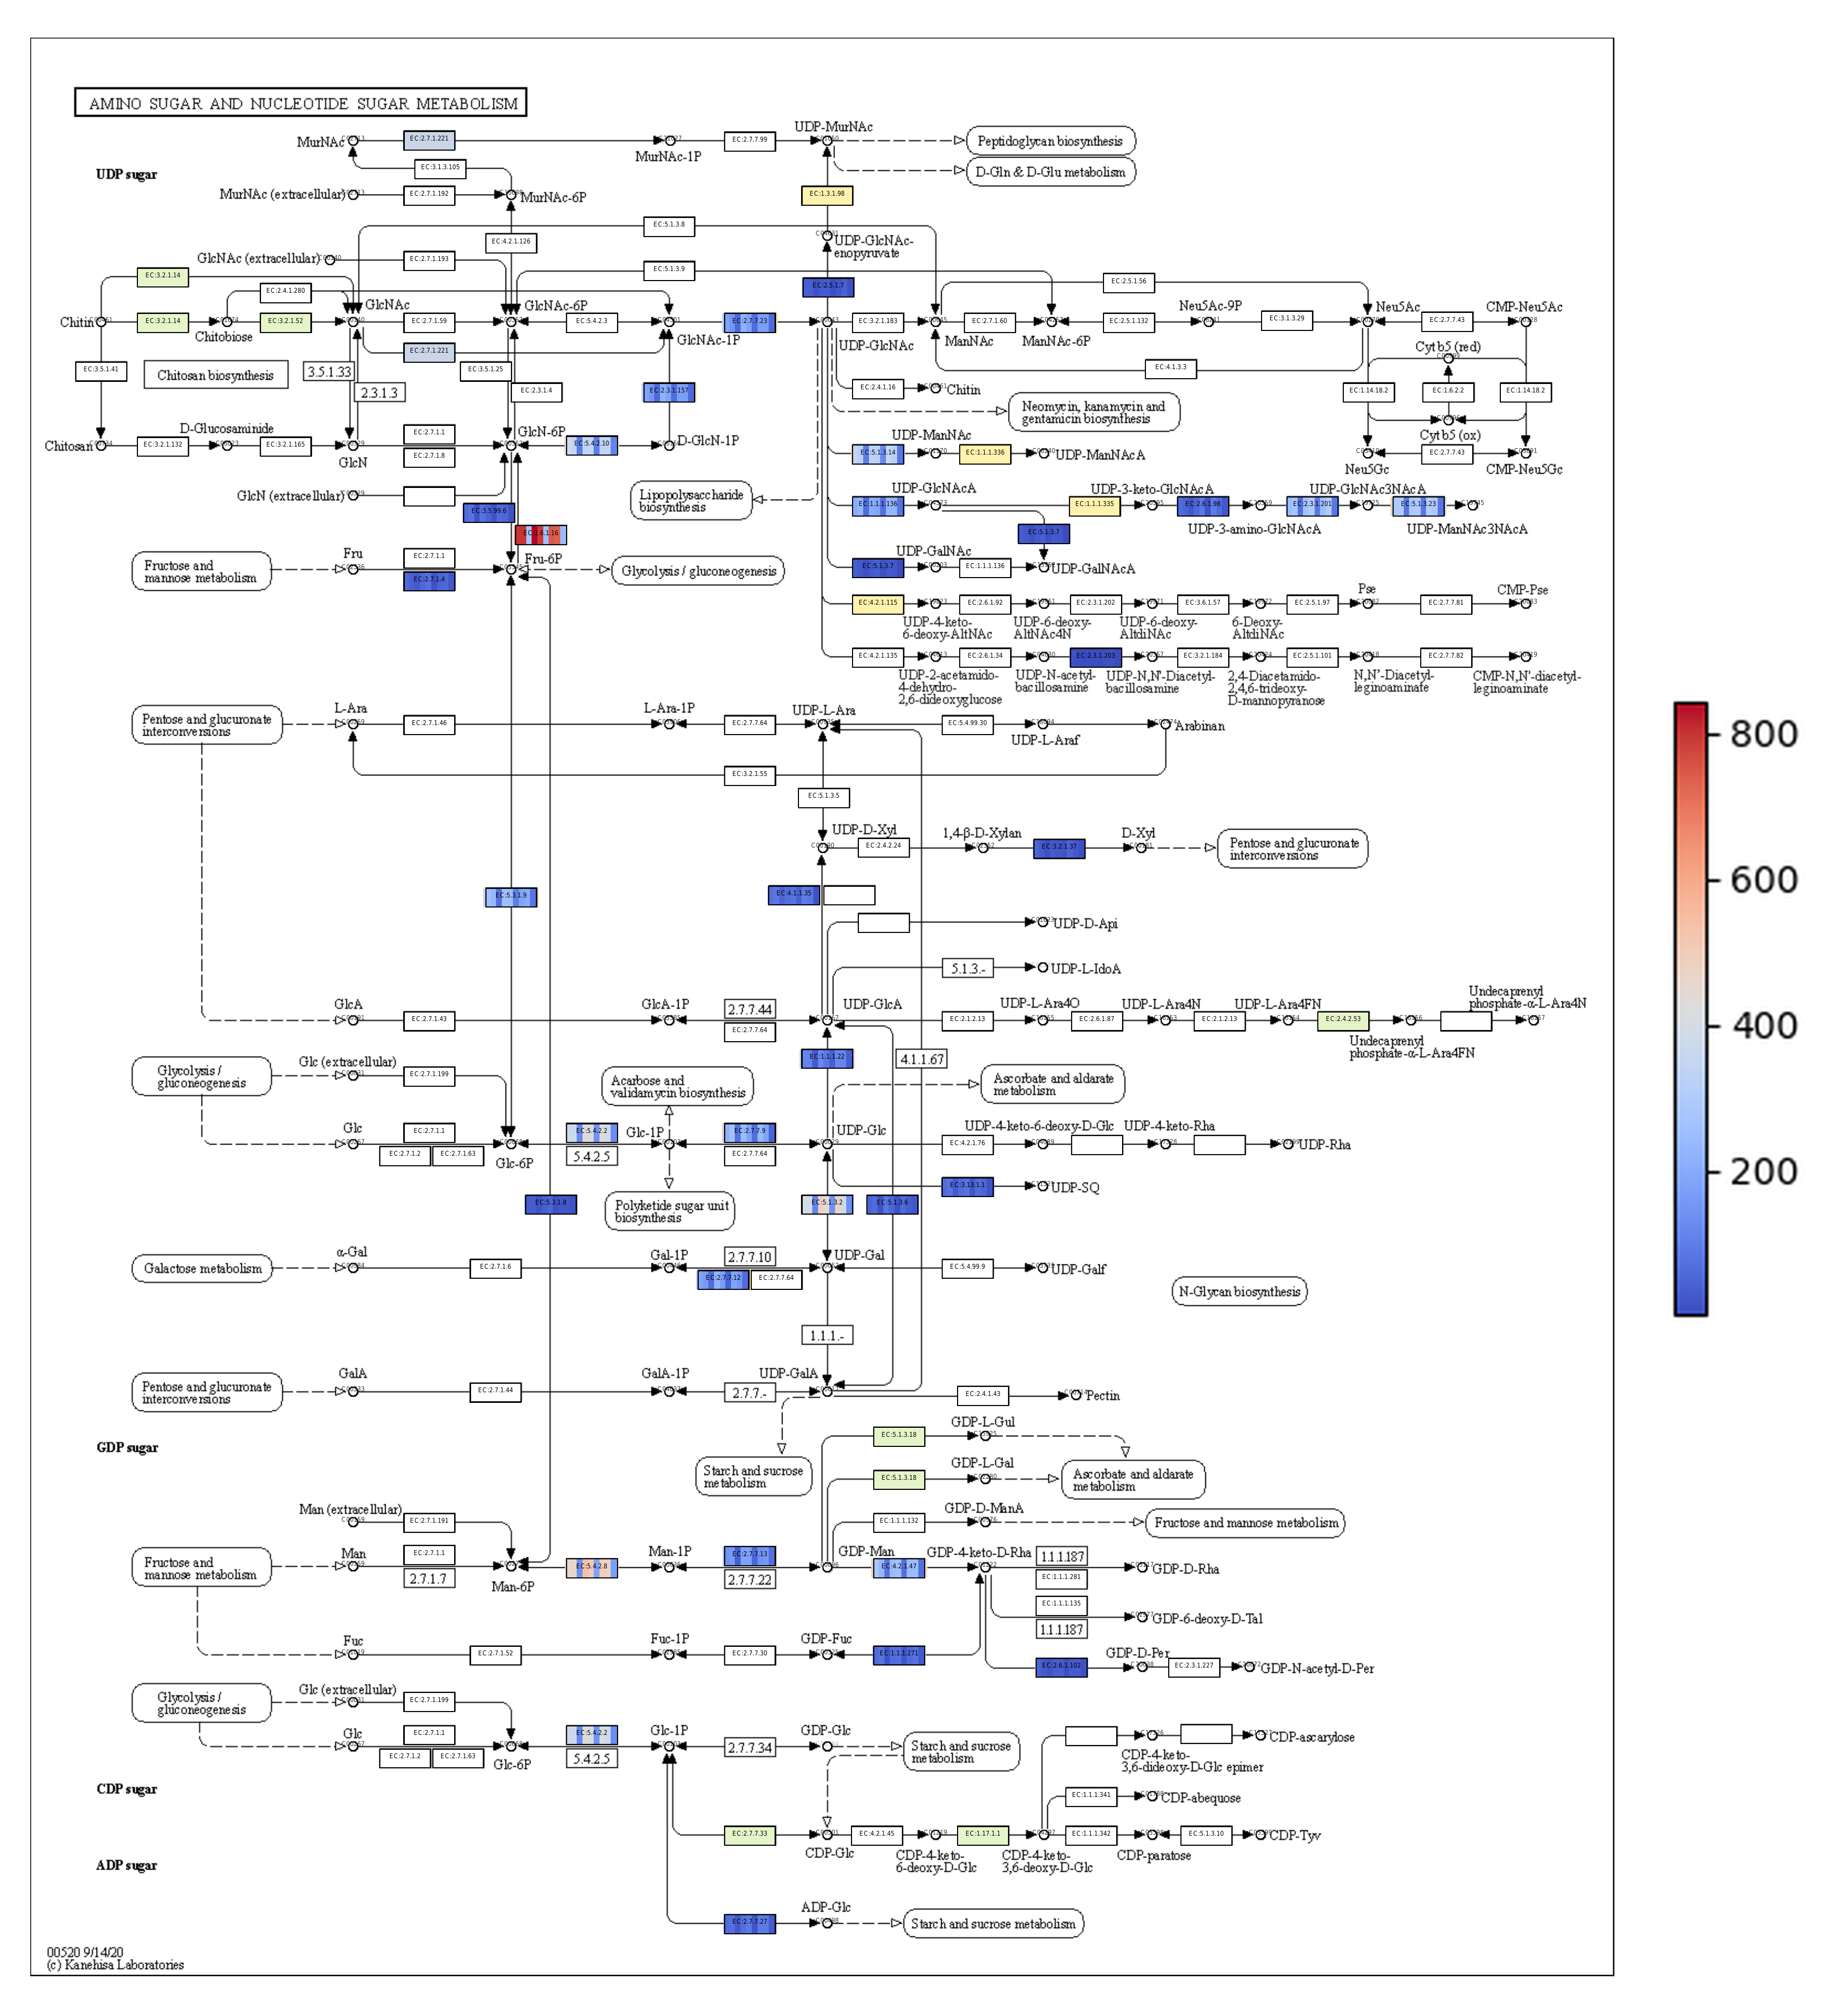 AMINO SUGAR AND NUCLEOTIDE SUGAR METABOLISM
UDP sugar
MurNAc
EC:2.7.1.221
MurNAc-1P
EC:2.7.7.99
UDP-MurNAc
Peptidoglycan biosynthesis
EC:3.1.3.105
D-Gln & D-Glu metabolism
MurNAc (extracellular)
EC:2.7.1.192
MurNAc-6P
EC:1.3.1.98
EC:5.1.3.8
EC:4.2.1.126
UDP-GlcNAc-
enopyruvate
GlcNAc (extracellular)
EC:2.7.1.193
EC:5.1.3.9
EC:3.2.1.14
EC:2.4.1.280
EC:2.5.1.7
EC:2.5.1.56
GlcNAc
GlcNAc-6P
Neu5Ac-9P
Neu5Ac
CMP-Neu5Ac
Chitin
EC:3.2.1.14
Chitobiose
EC:3.2.1.52
EC:2.7.1.59
EC:5.4.2.3
GlcNAc-1P
EC:2.7.7.23
UDP-GlcNAc
EC:3.2.1.183
ManNAc
EC:2.7.1.60
ManNAc-6P
EC:2.5.1.132
EC:3.1.3.29
EC:2.7.7.43
EC:2.7.1.221
Cyt b5 (red)
EC:3.5.1.41
Chitosan biosynthesis
3.5.1.33
EC:3.5.1.25
EC:4.1.3.3
2.3.1.3
EC:2.3.1.4
EC:2.3.1.157
EC:2.4.1.16
Chitin
EC:1.14.18.2
EC:1.6.2.2
EC:1.14.18.2
Neomycin, kanamycin and
gentamicin biosynthesis
Cyt b5 (ox)
Chitosan
EC:3.2.1.132
D-Glucosaminide
EC:3.2.1.165
GlcN
EC:2.7.1.1
EC:2.7.1.8
GlcN-6P
EC:5.4.2.10
D-GlcN-1P
UDP-ManNAc
EC:5.1.3.14
EC:1.1.1.336
UDP-ManNAcA
Neu5Gc
EC:2.7.7.43
CMP-Neu5Gc
GlcN (extracellular)
Lipopolysaccharide
biosynthesis
UDP-GlcNAcA
UDP-3-keto-GlcNAcA
UDP-GlcNAc3NAcA
EC:3.5.99.6
EC:1.1.1.136
EC:1.1.1.335
EC:2.6.1.98
EC:2.3.1.201
EC:5.1.3.23
UDP-3-amino-GlcNAcA
UDP-ManNAc3NAcA
EC:2.6.1.16
EC:5.1.3.7
Fructose and
mannose metabolism
Fru
EC:2.7.1.1
EC:2.7.1.4
Fru-6P
Glycolysis / gluconeogenesis
UDP-GalNAc
EC:5.1.3.7
EC:1.1.1.136
UDP-GalNAcA
Pse
CMP-Pse
EC:4.2.1.115
EC:2.6.1.92
EC:2.3.1.202
EC:3.6.1.57
EC:2.5.1.97
EC:2.7.7.81
UDP-4-keto-
6-deoxy-AltNAc
UDP-6-deoxy-
AltNAc4N
UDP-6-deoxy-
AltdiNAc
6-Deoxy-
AltdiNAc
EC:4.2.1.135
EC:2.6.1.34
EC:2.3.1.203
EC:3.2.1.184
EC:2.5.1.101
EC:2.7.7.82
UDP-2-acetamido-
4-dehydro-
2,6-dideoxyglucose
UDP-N-acetyl-
bacillosamine
UDP-N,N'-Diacetyl-
bacillosamine
2,4-Diacetamido-
2,4,6-trideoxy-
D-mannopyranose
N,N'-Diacetyl-
leginoaminate
CMP-N,N'-diacetyl-
leginoaminate
Pentose and glucuronate
interconversions
L-Ara
EC:2.7.1.46
L-Ara-1P
EC:2.7.7.64
UDP-L-Ara
EC:5.4.99.30
UDP-L-Araf
Arabinan
EC:3.2.1.55
EC:5.1.3.5
UDP-D-Xyl
EC:2.4.2.24
1,4-β-D-Xylan
EC:3.2.1.37
D-Xyl
Pentose and glucuronate
interconversions
EC:5.3.1.9
EC:4.1.1.35
UDP-D-Api
5.1.3.-
UDP-L-IdoA
GlcA
EC:2.7.1.43
GlcA-1P
2.7.7.44
EC:2.7.7.64
UDP-GlcA
EC:2.1.2.13
UDP-L-Ara4O
EC:2.6.1.87
UDP-L-Ara4N
EC:2.1.2.13
UDP-L-Ara4FN
EC:2.4.2.53
Undecaprenyl
phosphate-α-L-Ara4N
Undecaprenyl
phosphate-α-L-Ara4FN
Glycolysis /
gluconeogenesis
Glc (extracellular)
EC:2.7.1.199
Acarbose and
validamycin biosynthesis
EC:1.1.1.22
4.1.1.67
Ascorbate and aldarate
metabolism
Glc
EC:2.7.1.1
EC:2.7.1.2
EC:2.7.1.63
Glc-6P
EC:5.4.2.2
5.4.2.5
Glc-1P
EC:2.7.7.9
EC:2.7.7.64
UDP-Glc
EC:4.2.1.76
UDP-4-keto-6-deoxy-D-Glc
UDP-4-keto-Rha
UDP-Rha
EC:5.3.1.8
Polyketide sugar unit
biosynthesis
EC:5.1.3.2
EC:5.1.3.6
EC:3.13.1.1
UDP-SQ
Galactose metabolism
α-Gal
EC:2.7.1.6
Gal-1P
2.7.7.10
EC:2.7.7.12
EC:2.7.7.64
UDP-Gal
EC:5.4.99.9
UDP-Galf
N-Glycan biosynthesis
1.1.1.-
Pentose and glucuronate
interconversions
GalA
EC:2.7.1.44
GalA-1P
2.7.7.-
UDP-GalA
EC:2.4.1.43
Pectin
GDP sugar
EC:5.1.3.18
GDP-L-Gul
Starch and sucrose
metabolism
EC:5.1.3.18
GDP-L-Gal
Ascorbate and aldarate
metabolism
Man (extracellular)
EC:2.7.1.191
EC:1.1.1.132
GDP-D-ManA
Fructose and mannose metabolism
Fructose and
mannose metabolism
Man
EC:2.7.1.1
2.7.1.7
Man-6P
EC:5.4.2.8
Man-1P
EC:2.7.7.13
2.7.7.22
GDP-Man
EC:4.2.1.47
GDP-4-keto-D-Rha
1.1.1.187
EC:1.1.1.281
GDP-D-Rha
EC:1.1.1.135
1.1.1.187
GDP-6-deoxy-D-Tal
Fuc
EC:2.7.1.52
Fuc-1P
EC:2.7.7.30
GDP-Fuc
EC:1.1.1.271
EC:2.6.1.102
GDP-D-Per
EC:2.3.1.227
GDP-N-acetyl-D-Per
Glycolysis /
gluconeogenesis
Glc (extracellular)
EC:2.7.1.199
Glc
EC:2.7.1.1
EC:2.7.1.2
EC:2.7.1.63
Glc-6P
EC:5.4.2.2
5.4.2.5
Glc-1P
2.7.7.34
GDP-Glc
Starch and sucrose
metabolism
CDP-4-keto-
3,6-dideoxy-D-Glc epimer
CDP-ascarylose
CDP sugar
EC:1.1.1.341
CDP-abequose
EC:2.7.7.33
CDP-Glc
EC:4.2.1.45
CDP-4-keto-
6-deoxy-D-Glc
EC:1.17.1.1
CDP-4-keto-
3,6-deoxy-D-Glc
EC:1.1.1.342
CDP-paratose
EC:5.1.3.10
CDP-Tyv
ADP sugar
EC:2.7.7.27
ADP-Glc
Starch and sucrose metabolism
00520 9/14/20
(c) Kanehisa Laboratories
800
600
400
200